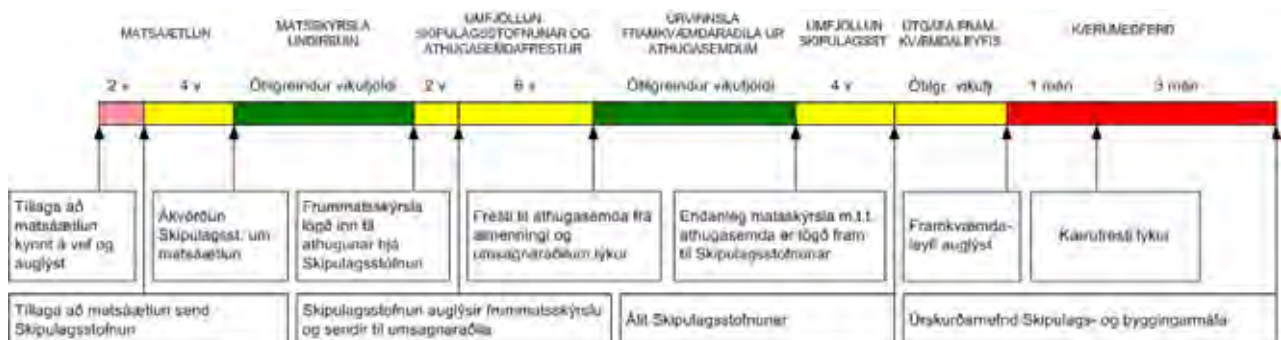 MATSÁÆTLUN
MATSSKÝRSLA
UNDIRBÚIN
UMFJÖLLUN
SKIPULAGSSTOFNUNAR OG
ATHUGASEMDAFRESTUR
ÚRVINNSLA
FRAMKVÆMDARAÐILA ÚR
ATHUGASEMDUM
UMFJÖLLUN
SKIPULAGSST
ÚTGÁFA FRAM-
KVÆMDALEYFIS
KÆRUMEÐFERÐ
2 v
4 v
Ótilgreindur vikufjöldi
2 v
6 v
Ótilgreindur vikufjöldi
4 v
Ótilgr. vikufj
1 mán
3 mán
Tillaga að
matsáætlun
kynnt á vef og
auglýst
Ákvörðun
Skipulagsst. um
matsáætlun
Frummatsskýrsla
lögð inn til
athugunar hjá
Skipulagsstofnun
Fresti til athugasemda frá
almenningi og
umsagnaraðilum lýkur
Endanleg matsskýrsla m.t.t.
athugasemda er lögð fram
til Skipulagsstofnunar
Framkvæmda-
leyfi auglýst
Kærufresti lýkur
Tillaga að matsáætlun send
Skipulagsstofnun
Skipulagsstofnun auglýsir frummatsskýrslu
og sendir til umsagnaraðila
Álit Skipulagsstofnunar
Úrskurðarnefnd Skipulags- og byggingarmála